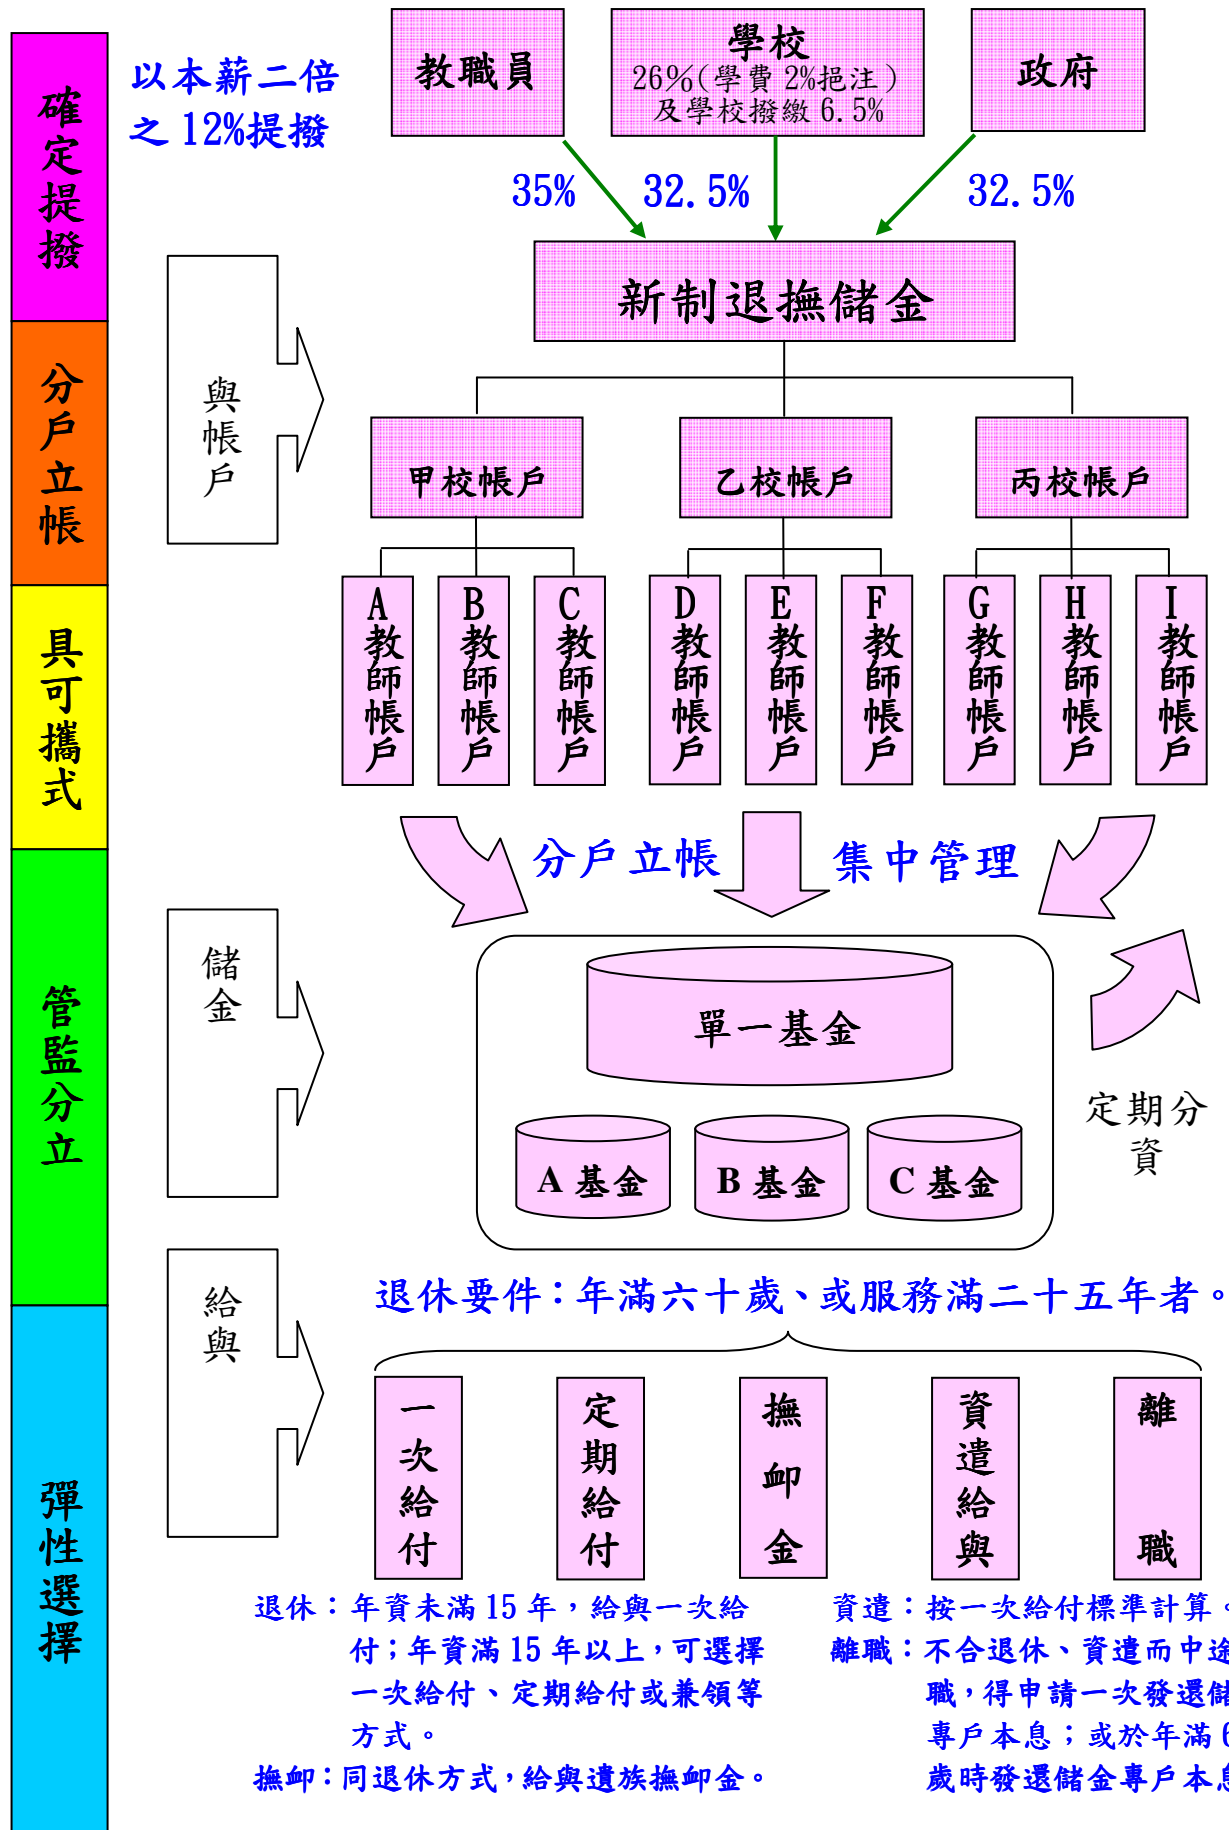 確定提撥
分戶立帳
具可攜式
管監分立
彈性選擇
以本薪二倍
之 12%提撥
教職員
學校
26%(學費 2%挹注)
及學校撥繳 6.5%
政府
35%
32.5%
32.5%
新制退撫儲金
與帳戶
甲校帳戶
乙校帳戶
丙校帳戶
A教師帳戶
B教師帳戶
C教師帳戶
D教師帳戶
E教師帳戶
F教師帳戶
G教師帳戶
H教師帳戶
I教師帳戶
分戶立帳
集中管理
儲金
單一基金
A 基金
B 基金
C 基金
定期分
資
給與
退休要件：年滿六十歲、或服務滿二十五年者。
一次給付
定期給付
撫卹金
資遣給與
離職
退休：年資未滿 15 年，給與一次給
付；年資滿 15 年以上，可選擇
一次給付、定期給付或兼領等
方式。
撫卹：同退休方式，給與遺族撫卹金。
資遣：按一次給付標準計算。
離職：不合退休、資遣而中途
職，得申請一次發還儲
專戶本息；或於年滿 6
歲時發還儲金專戶本息